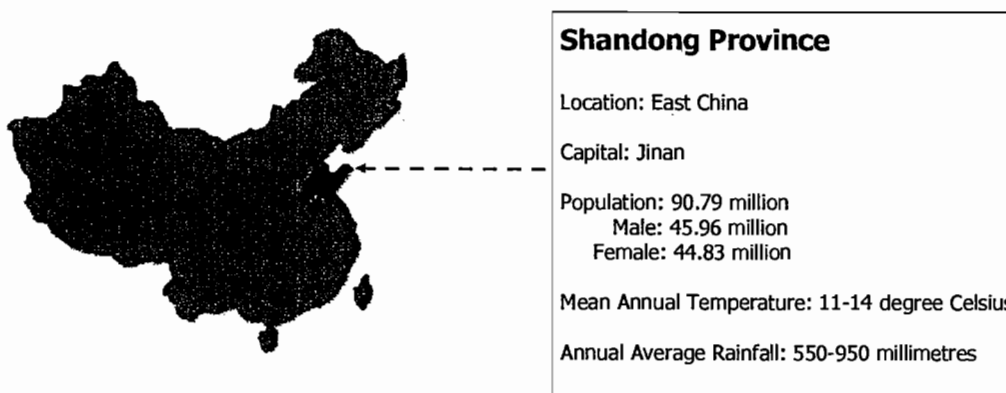 Shandong Province
Location: East China
Capital: Jinan
Population: 90.79 million
Male: 45.96 million
Female: 44.83 million
Mean Annual Temperature: 11-14 degree Celsius
Annual Average Rainfall: 550-950 millimetres